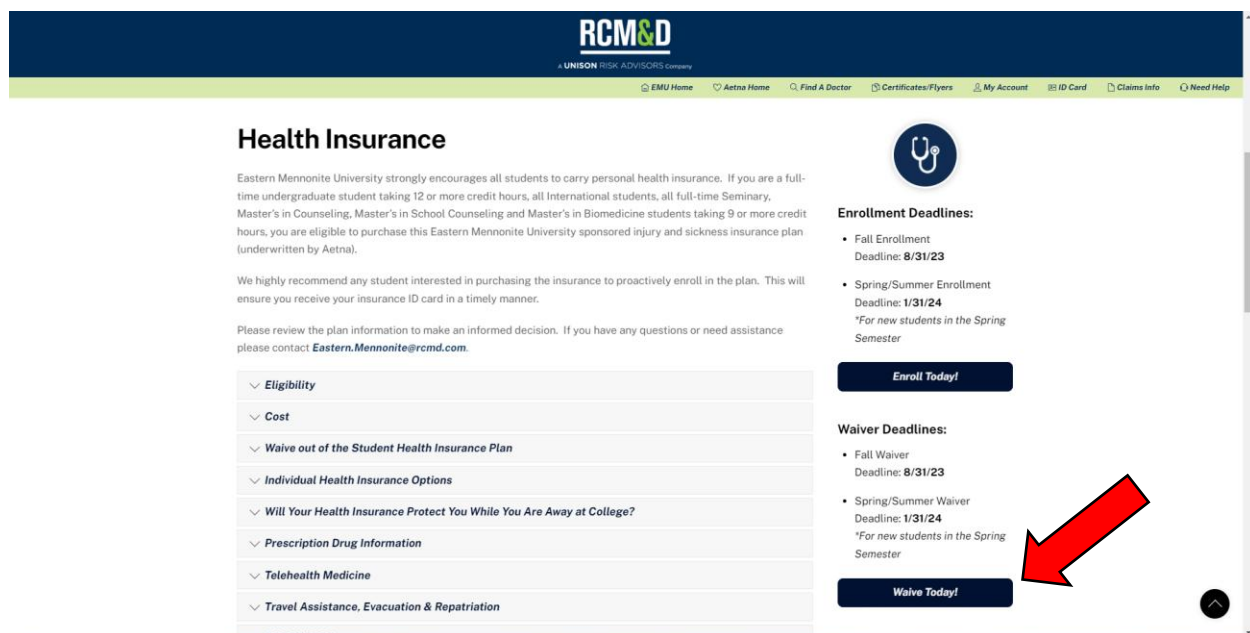 RCM&D
A UNISON RISK ADVISORS Company
EMU Home Aetna Home Find A Doctor Certificates/Flyers My Account ID Card Claims Info Need Help
Health Insurance
Eastern Mennonite University strongly encourages all students to carry personal health insurance. If you are a full-
time undergraduate student taking 12 or more credit hours, all International students, all full-time Seminary,
Master's in Counseling, Master's in School Counseling and Master's in Biomedicine students taking 9 or more credit
hours, you are eligible to purchase this Eastern Mennonite University sponsored injury and sickness insurance plan
(underwritten by Aetna).
We highly recommend any student interested in purchasing the insurance to proactively enroll in the plan. This will
ensure you receive your insurance ID card in a timely manner.
Please review the plan information to make an informed decision. If you have any questions or need assistance
please contact Eastern.Mennonite@rcmd.com.
Eligibility
Cost
Waive out of the Student Health Insurance Plan
Individual Health Insurance Options
Will Your Health Insurance Protect You While You Are Away at College?
Prescription Drug Information
Telehealth Medicine
Travel Assistance, Evacuation & Repatriation
Enrollment Deadlines:
• Fall Enrollment
Deadline: 8/31/23
• Spring/Summer Enrollment
Deadline: 1/31/24
*For new students in the Spring
Semester
Enroll Today!
Waiver Deadlines:
• Fall Waiver
Deadline: 8/31/23
• Spring/Summer Waiver
Deadline: 1/31/24
*For new students in the Spring
Semester
Waive Today!